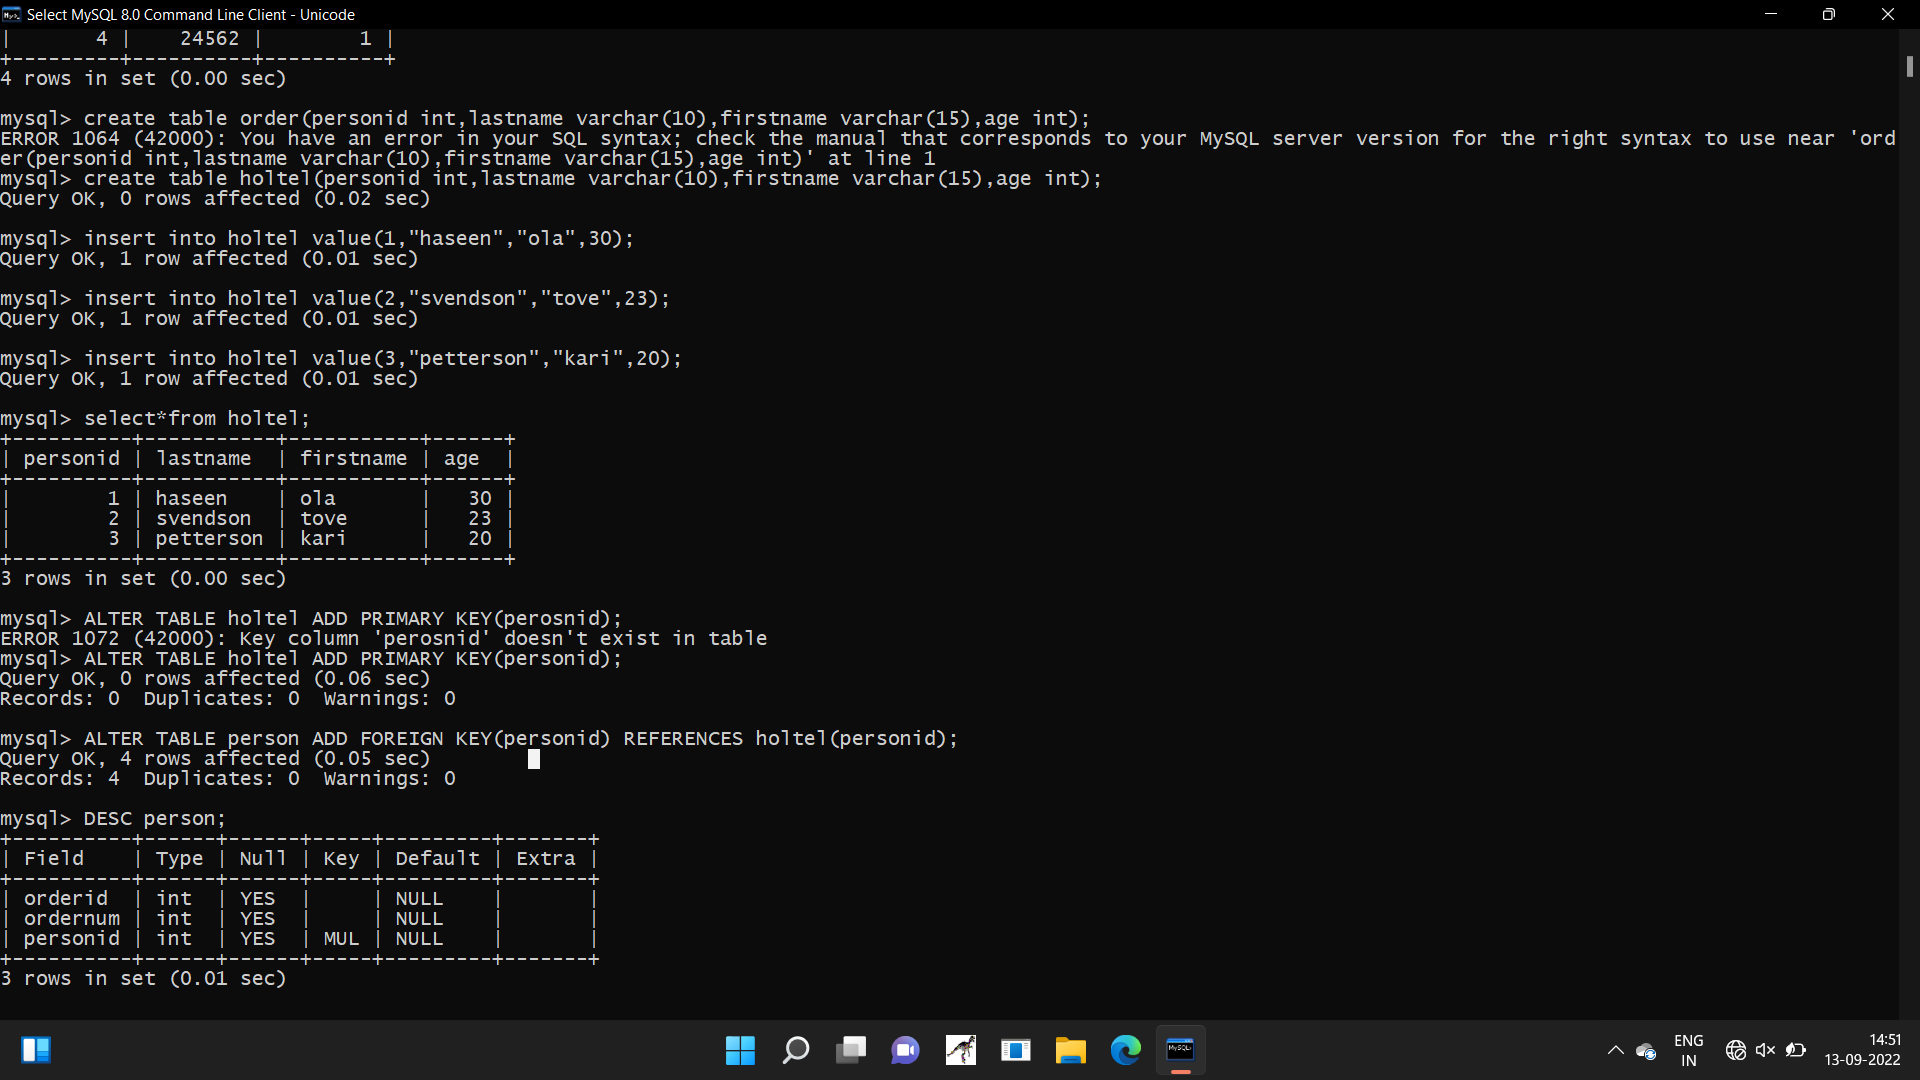 Select MySQL 8.0 Command Line Client - Unicode
|       4 |    24562 |        1 |
+---------+----------+----------+
4 rows in set (0.00 sec)
mysql> create table order(personid int,lastname varchar(10),firstname varchar(15),age int);
ERROR 1064 (42000): You have an error in your SQL syntax; check the manual that corresponds to your MySQL server version for the right syntax to use near 'ord
er(personid int,lastname varchar(10),firstname varchar(15),age int)' at line 1
mysql> create table holtel(personid int,lastname varchar(10),firstname varchar(15),age int);
Query OK, 0 rows affected (0.02 sec)
mysql> insert into holtel value(1,"haseen","ola",30);
Query OK, 1 row affected (0.01 sec)
mysql> insert into holtel value(2,"svendson","tove",23);
Query OK, 1 row affected (0.01 sec)
mysql> insert into holtel value(3,"petterson","kari",20);
Query OK, 1 row affected (0.01 sec)
mysql> select*from holtel;
+----------+-----------+-----------+------+
| personid | lastname  | firstname | age  |
+----------+-----------+-----------+------+
|        1 | haseen    | ola       |   30 |
|        2 | svendson  | tove      |   23 |
|        3 | petterson | kari      |   20 |
+----------+-----------+-----------+------+
3 rows in set (0.00 sec)
mysql> ALTER TABLE holtel ADD PRIMARY KEY(perosnid);
ERROR 1072 (42000): Key column 'perosnid' doesn't exist in table
mysql> ALTER TABLE holtel ADD PRIMARY KEY(personid);
Query OK, 0 rows affected (0.06 sec)
Records: 0  Duplicates: 0  Warnings: 0
mysql> ALTER TABLE person ADD FOREIGN KEY(personid) REFERENCES holtel(personid);
Query OK, 4 rows affected (0.05 sec)
Records: 4  Duplicates: 0  Warnings: 0
mysql> DESC person;
+----------+------+------+-----+---------+-------+
| Field    | Type | Null | Key | Default | Extra |
+----------+------+------+-----+---------+-------+
| orderid  | int  | YES  |     | NULL    |       |
| ordernum | int  | YES  |     | NULL    |       |
| personid | int  | YES  | MUL | NULL    |       |
+----------+------+------+-----+---------+-------+
3 rows in set (0.01 sec)
MySQL
ENG
IN
14:51
13-09-2022